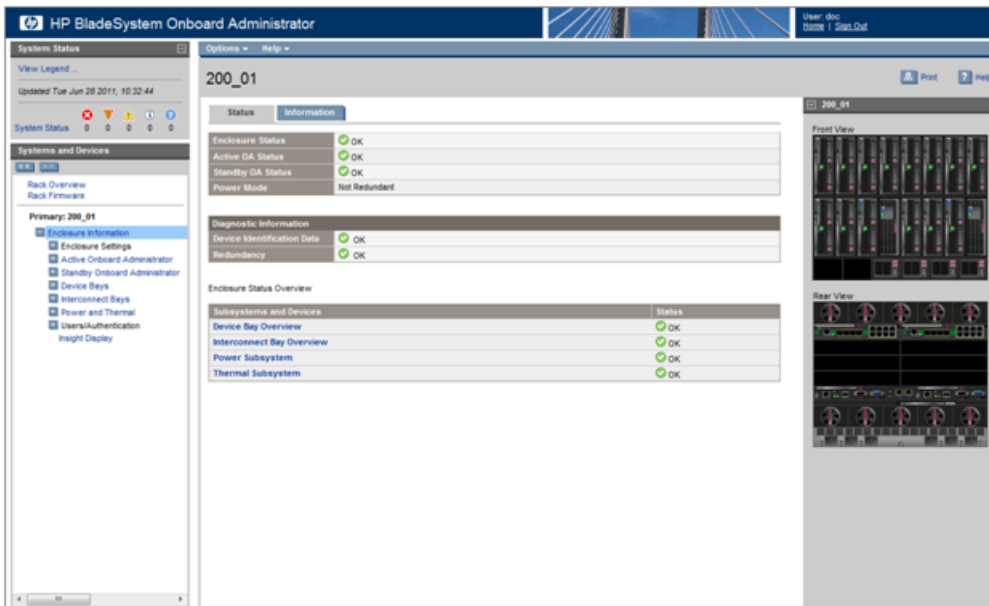 HP BladeSystem Onboard Administrator
User: doc
Home | Sign Out
System Status
View Legend ...
Updated Tue Jun 28 2011, 10:32:44
System Status 0 0 0 0 0
Systems and Devices
Rack Overview
Rack Firmware
Primary: 200_01
Enclosure Information
Enclosure Settings
Active Onboard Administrator
Standby Onboard Administrator
Device Bays
Interconnect Bays
Power and Thermal
Users/Authentication
Insight Display
Options Help
200_01
Print Help
Status Information
Enclosure Status OK
Active OA Status OK
Standby OA Status OK
Power Mode Not Redundant
Diagnostic Information
Device Identification Data OK
Redundancy OK
Enclosure Status Overview
Subsystems and Devices Status
Device Bay Overview OK
Interconnect Bay Overview OK
Power Subsystem OK
Thermal Subsystem OK
200_01
Front View
Rear View